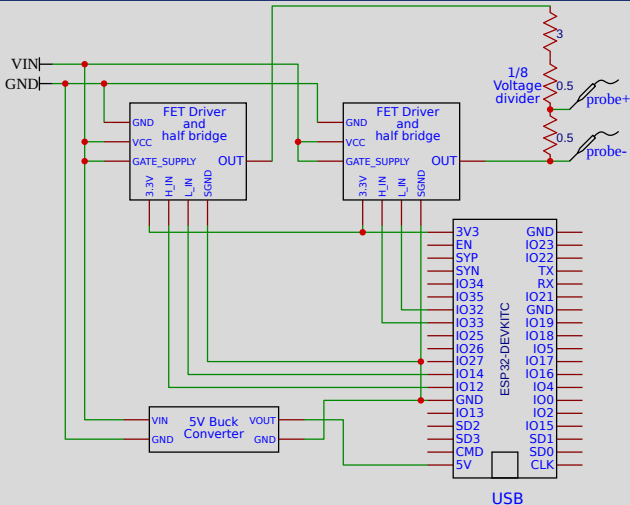 VIN
GND
3
1/8
Voltage
divider
0.5
probe+
0.5
probe-
FET Driver
and
half bridge
GND
VCC
GATE_SUPPLY
OUT
3.3V
H_IN
L_IN
SGND
FET Driver
and
half bridge
GND
VCC
GATE_SUPPLY
OUT
3.3V
H_IN
L_IN
SGND
3V3
EN
SYP
SYN
IO34
IO35
IO32
IO33
IO25
IO26
IO27
IO14
IO12
GND
IO13
SD2
SD3
CMD
5V
ESP32-DEVKITC
GND
IO23
IO22
TX
RX
IO21
GND
IO19
IO18
IO5
IO17
IO16
IO4
IO0
IO2
IO15
SD1
SD0
CLK
USB
VIN
GND
5V Buck
Converter
VOUT
GND